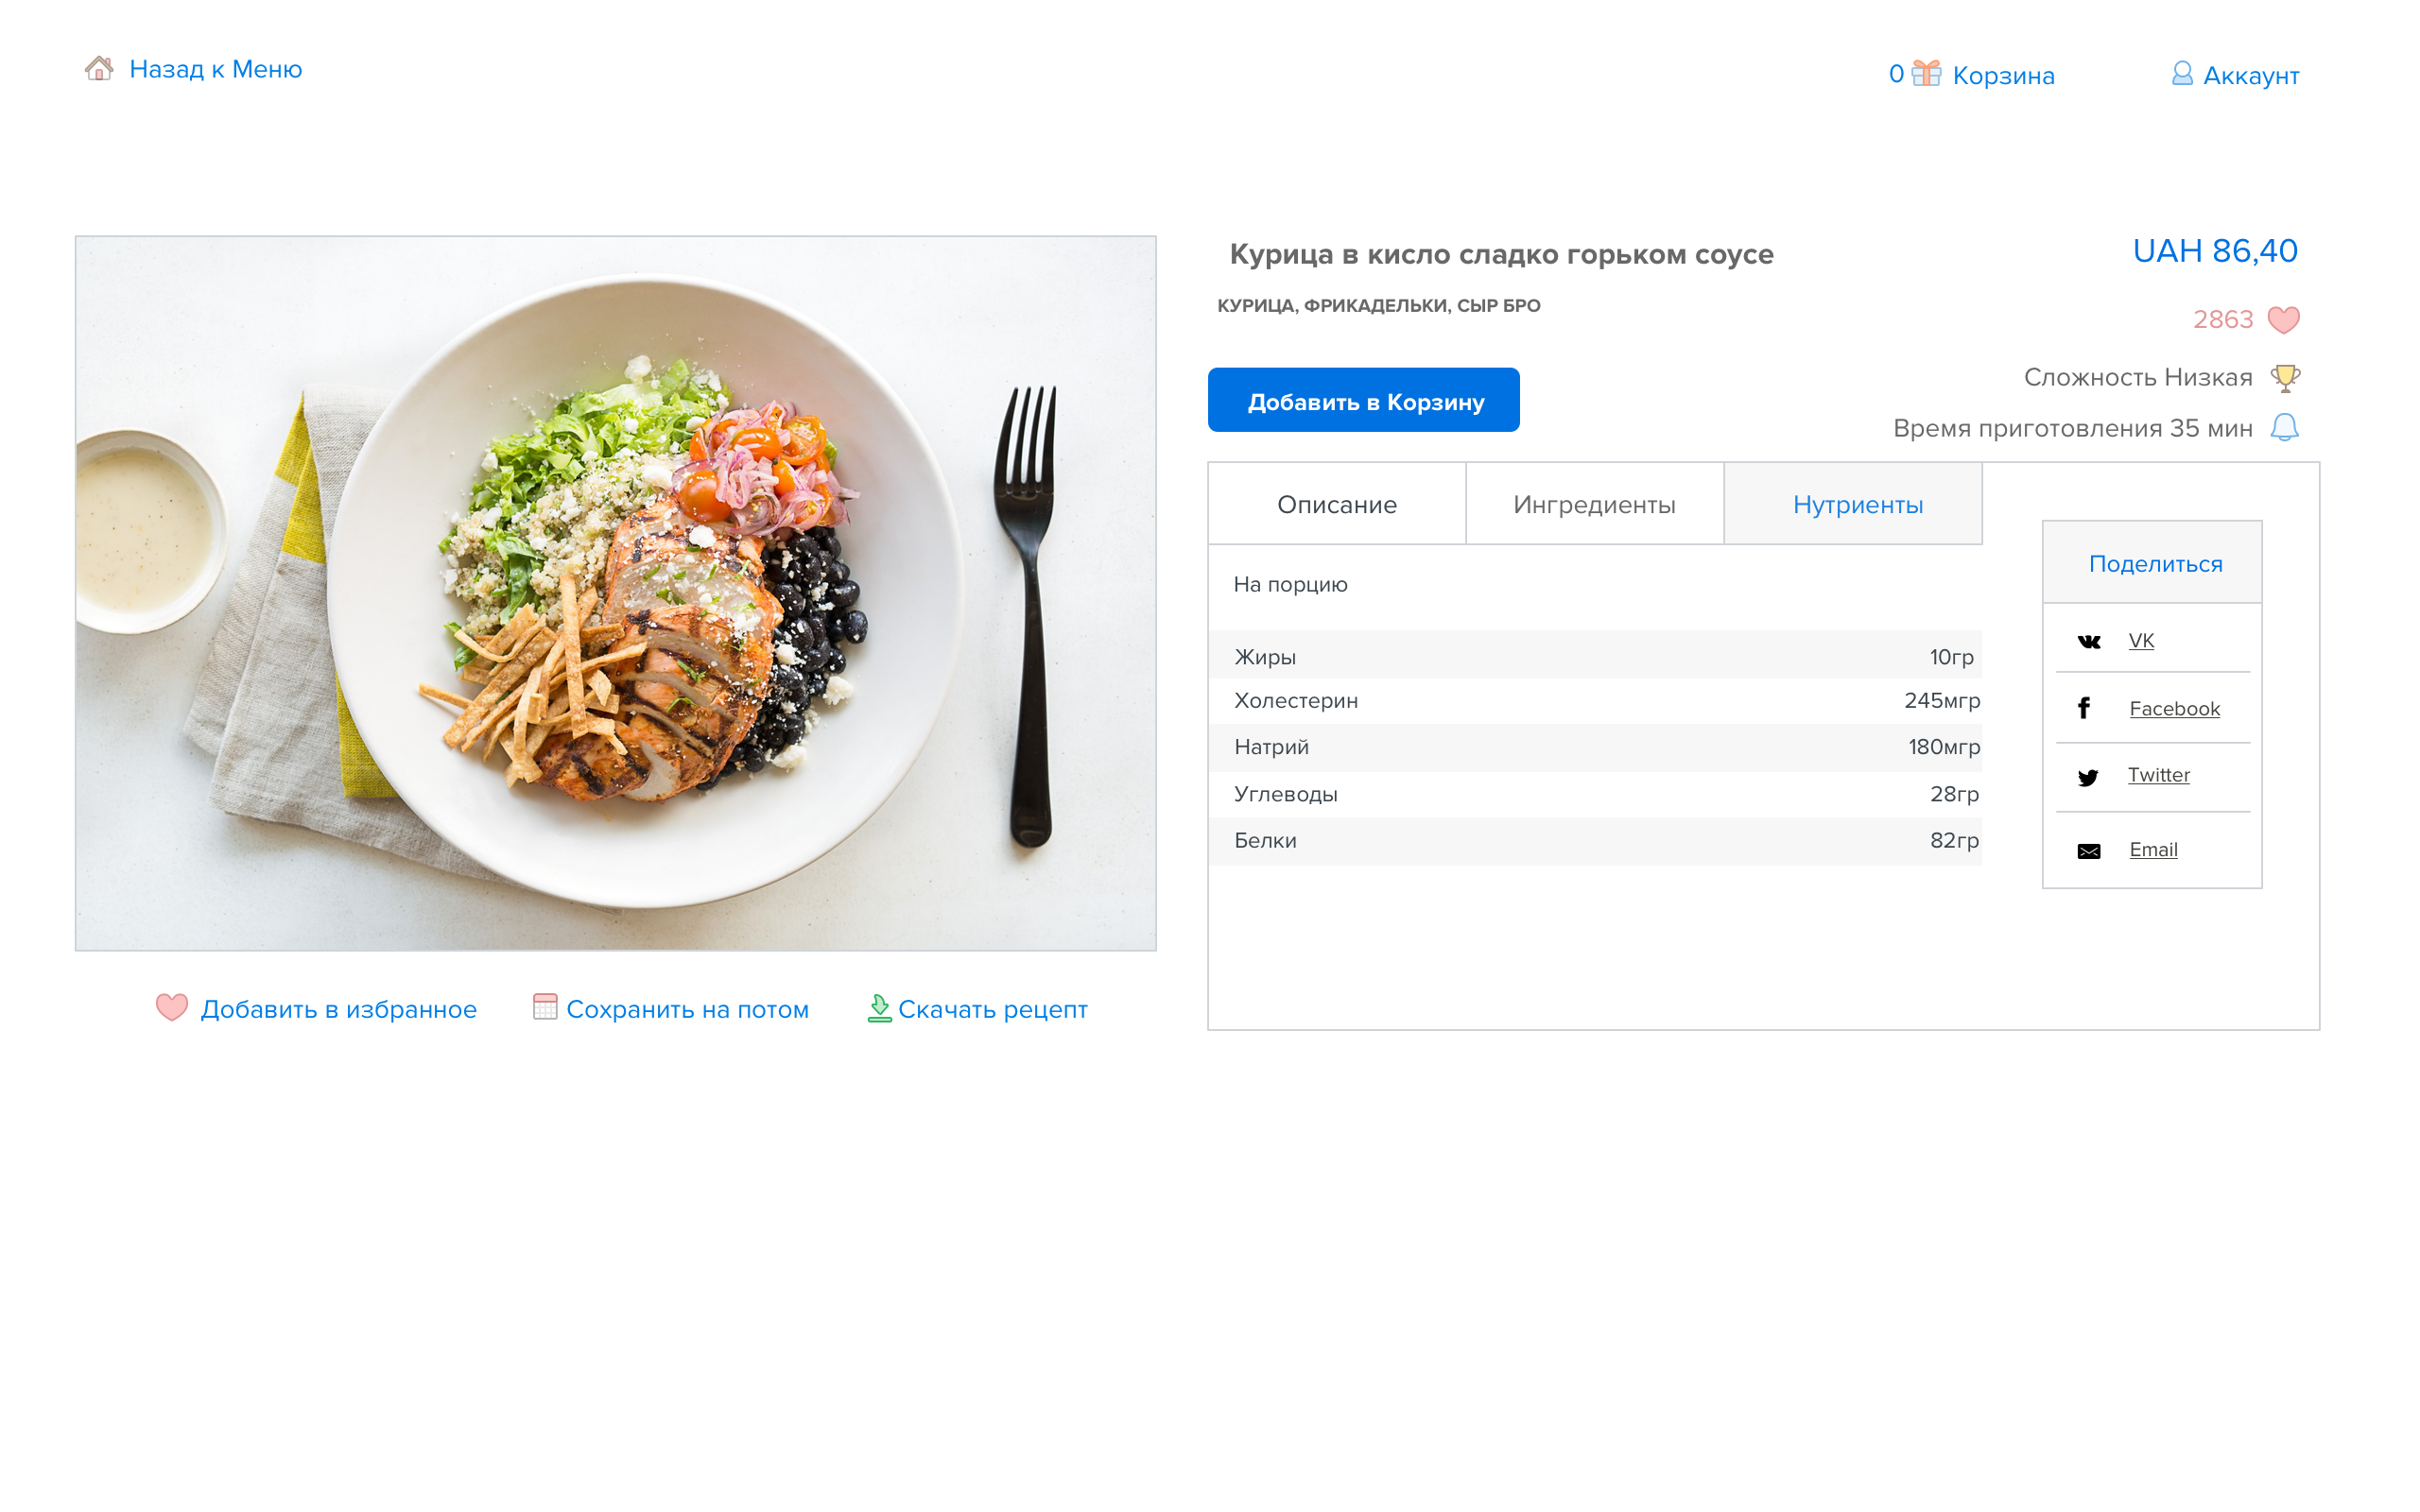 Назад к Меню
0 Корзина
Аккаунт
Курица в кисло сладко горьком соусе
UAH 86,40
КУРИЦА, ФРИКАДЕЛЬКИ, СЫР БРО
2863
Добавить в Корзину
Сложность Низкая
Время приготовления 35 мин
Описание
Ингредиенты
Нутриенты
На порцию
Жиры 10гр
Холестерин 245мгр
Натрий 180мгр
Углеводы 28гр
Белки 82гр
Поделиться
VK
Facebook
Twitter
Email
Добавить в избранное
Сохранить на потом
Скачать рецепт